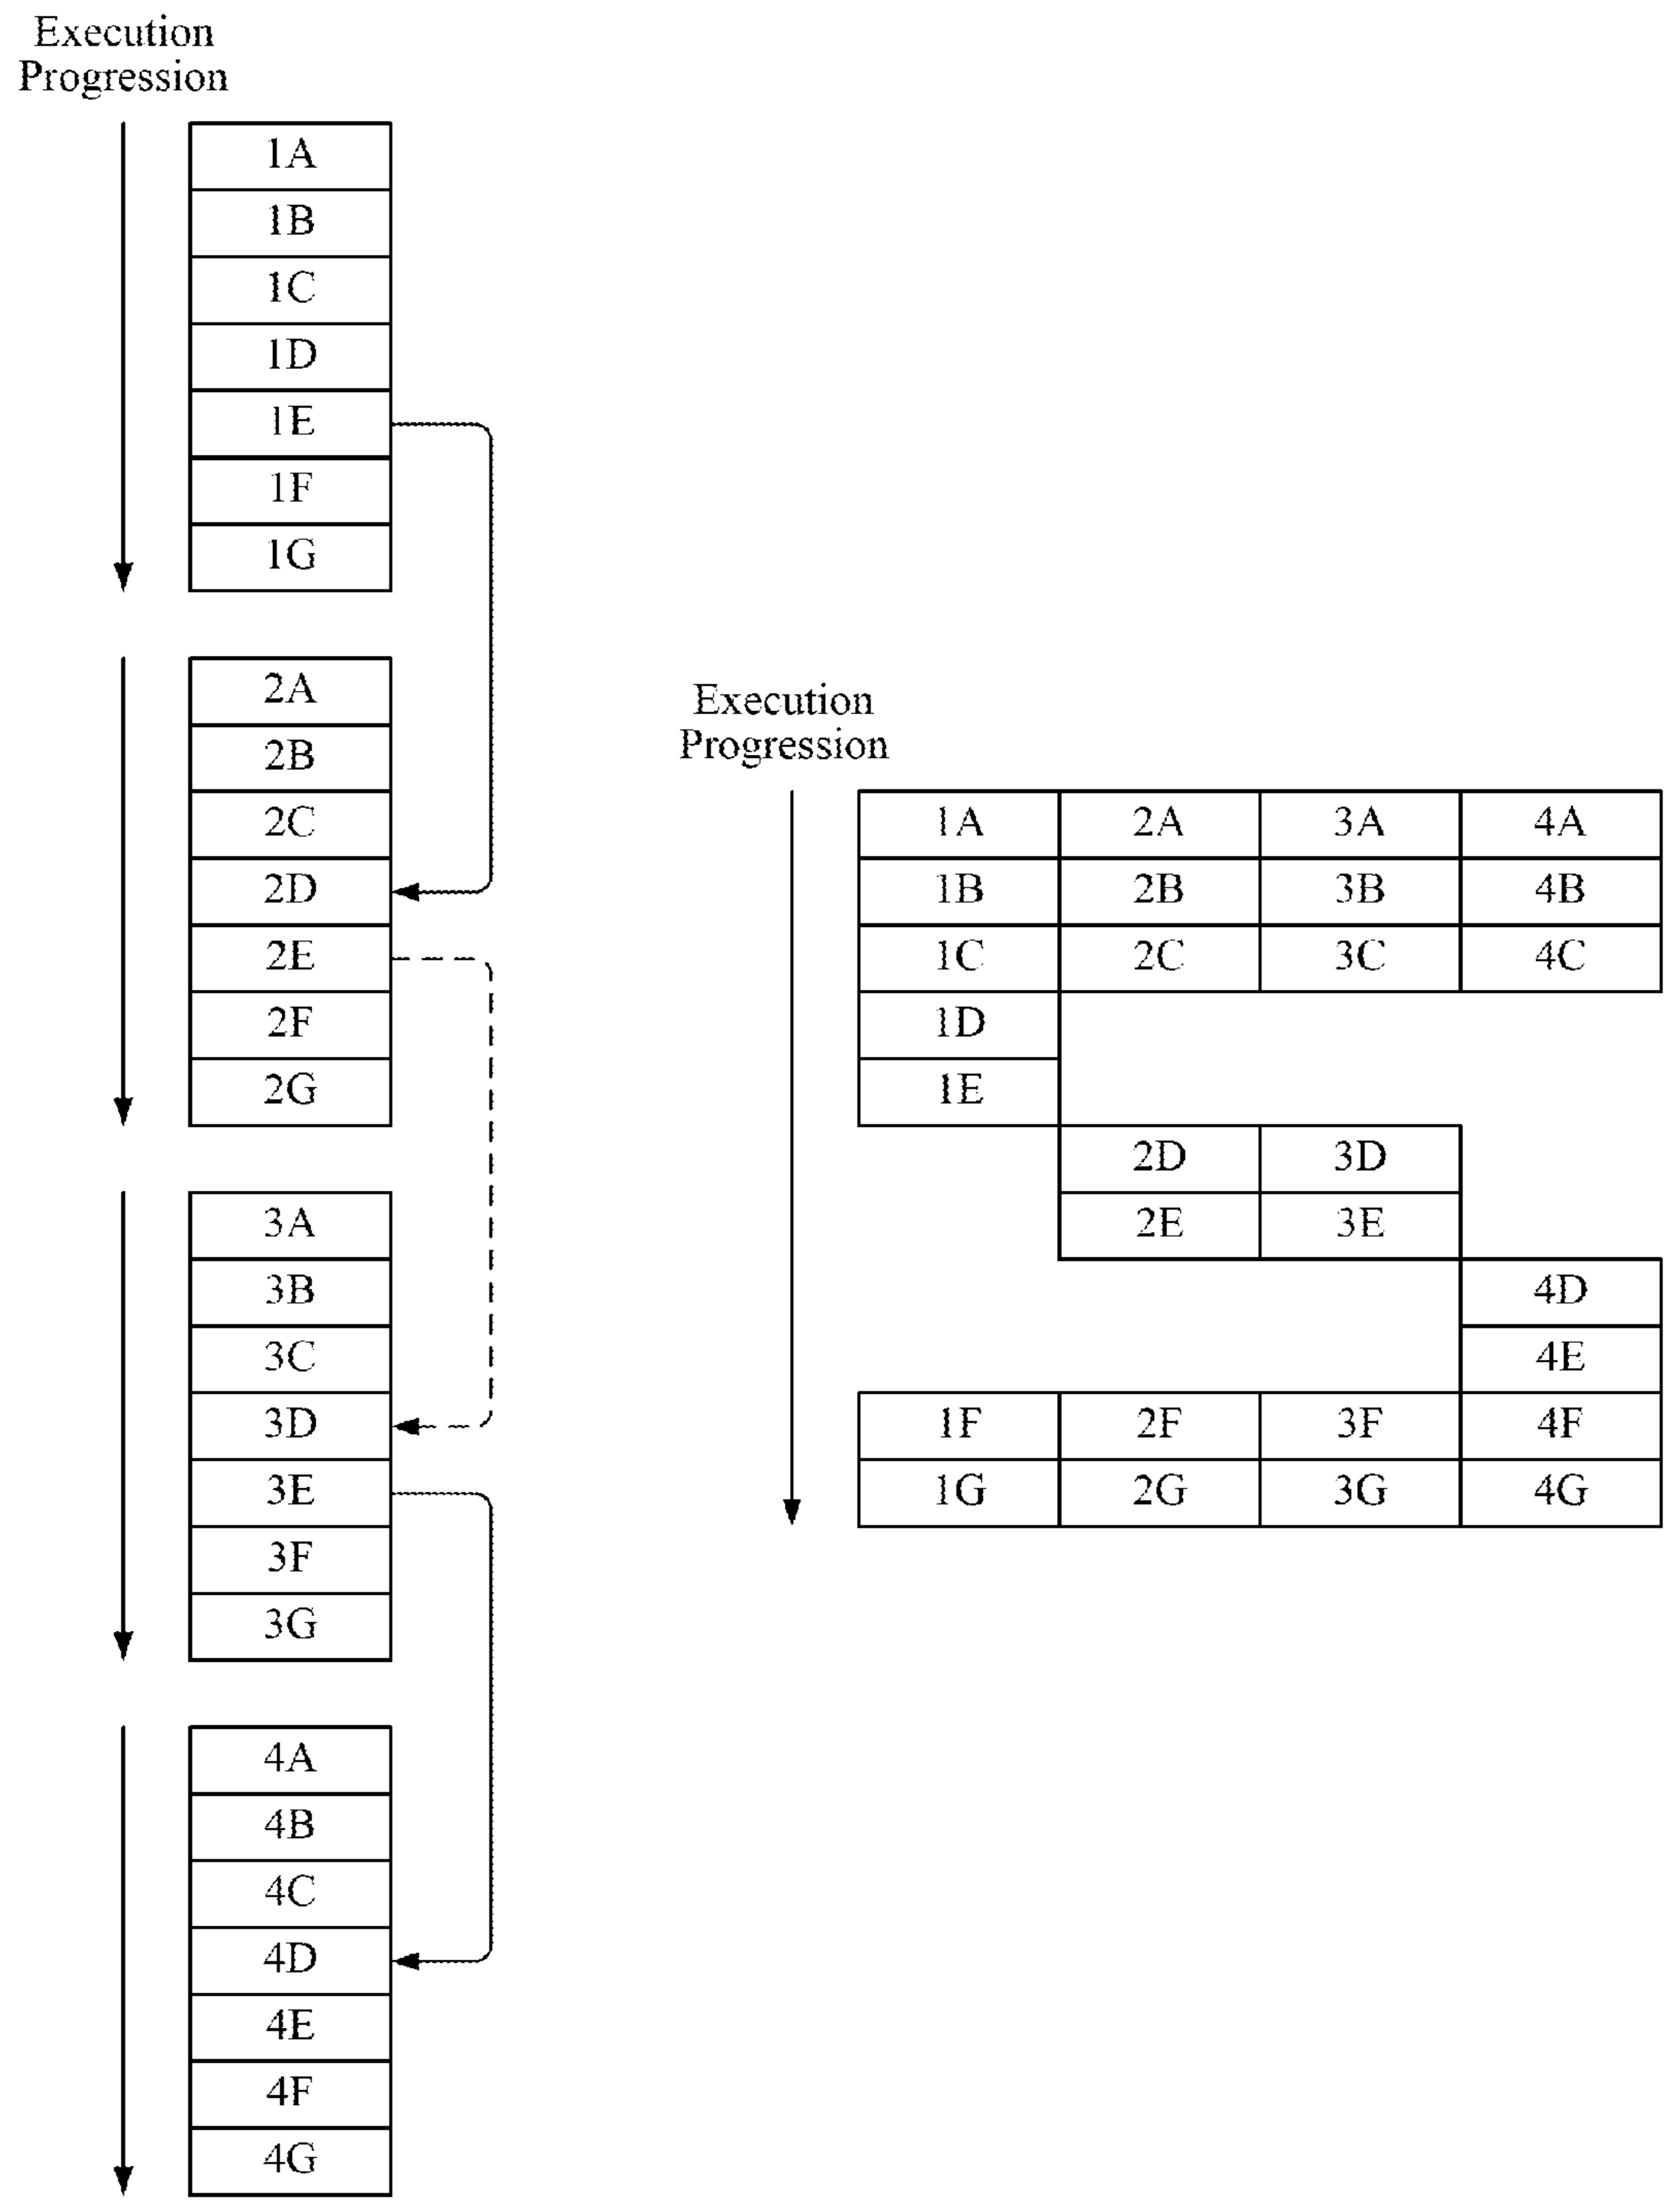 Execution
Progression
1A
1B
1C
1D
1E
1F
1G
2A
2B
2C
2D
2E
2F
2G
3A
3B
3C
3D
3E
3F
3G
4A
4B
4C
4D
4E
4F
4G
Execution
Progression
1A 2A 3A 4A
1B 2B 3B 4B
1C 2C 3C 4C
1D
1E
2D 3D
2E 3E
4D
4E
1F 2F 3F 4F
1G 2G 3G 4G